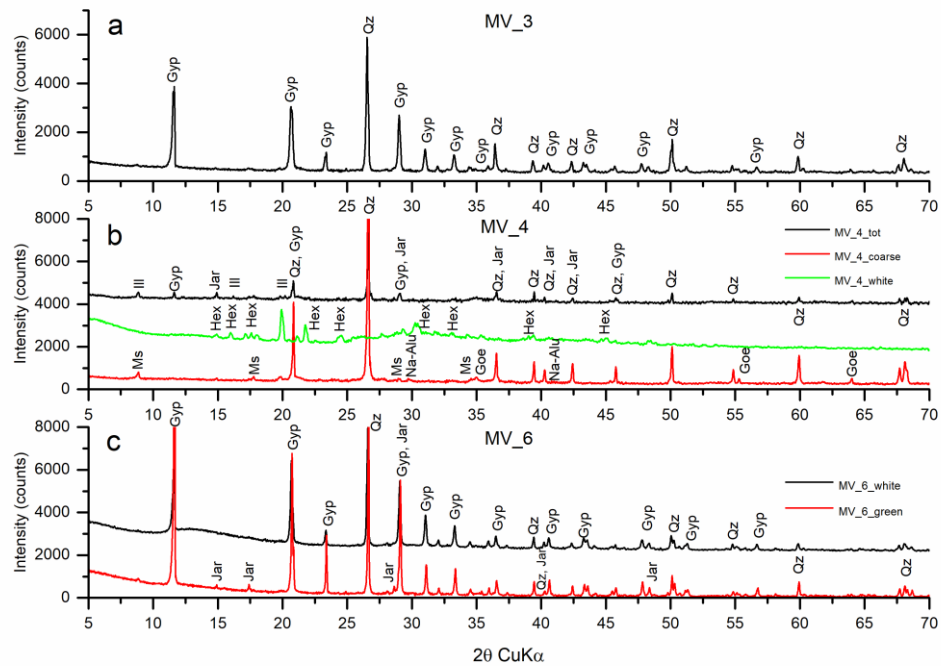 a
MV_3
Intensity (counts)
6000
4000
2000
0
Gyp
Gyp
Gyp
Qz
Gyp
Gyp
Gyp
Gyp
Qz
Qz
Gyp
Qz
Gyp
Gyp
Qz
Gyp
Qz
Qz
5 10 15 20 25 30 35 40 45 50 55 60 65 70
b
MV_4
Intensity (counts)
8000
6000
4000
2000
0
Qz
MV_4_tot
MV_4_coarse
MV_4_white
Ill
Gyp
Jar
Ill
Ill
Qz, Gyp
Gyp, Jar
Qz, Jar
Qz
Qz, Jar
Qz, Jar
Qz, Gyp
Qz
Qz
Qz
Qz
Hex
Hex
Hex
Hex
Hex
Hex
Hex
Hex
Hex
Ms
Ms
Ms
Na-Alu
Ms
Goe
Na-Alu
Goe
Goe
5 10 15 20 25 30 35 40 45 50 55 60 65 70
c
MV_6
Intensity (counts)
8000
6000
4000
2000
0
MV_6_white
MV_6_green
Gyp
Gyp
Gyp
Qz
Gyp, Jar
Gyp
Gyp
Gyp
Qz
Gyp
Gyp
Gyp
Qz
Gyp
Qz
Gyp
Qz
Jar
Jar
Jar
Qz, Jar
Jar
Qz
5 10 15 20 25 30 35 40 45 50 55 60 65 70
2θ CuKα